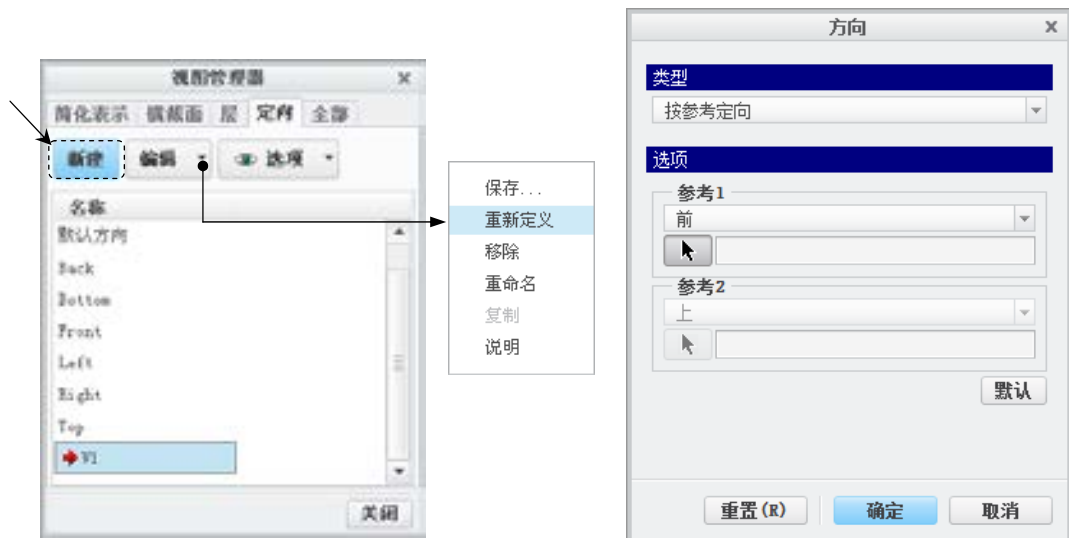 视图管理器
简化表示 横截面 层 定向 全部
新建 编辑 选项
名称
默认方向
Back
Bottom
Front
Left
Right
Top
V1
关闭
保存...
重新定义
移除
重命名
复制
说明
方向
类型
按参考定向
选项
参考1
前
参考2
上
默认
重置(R) 确定 取消